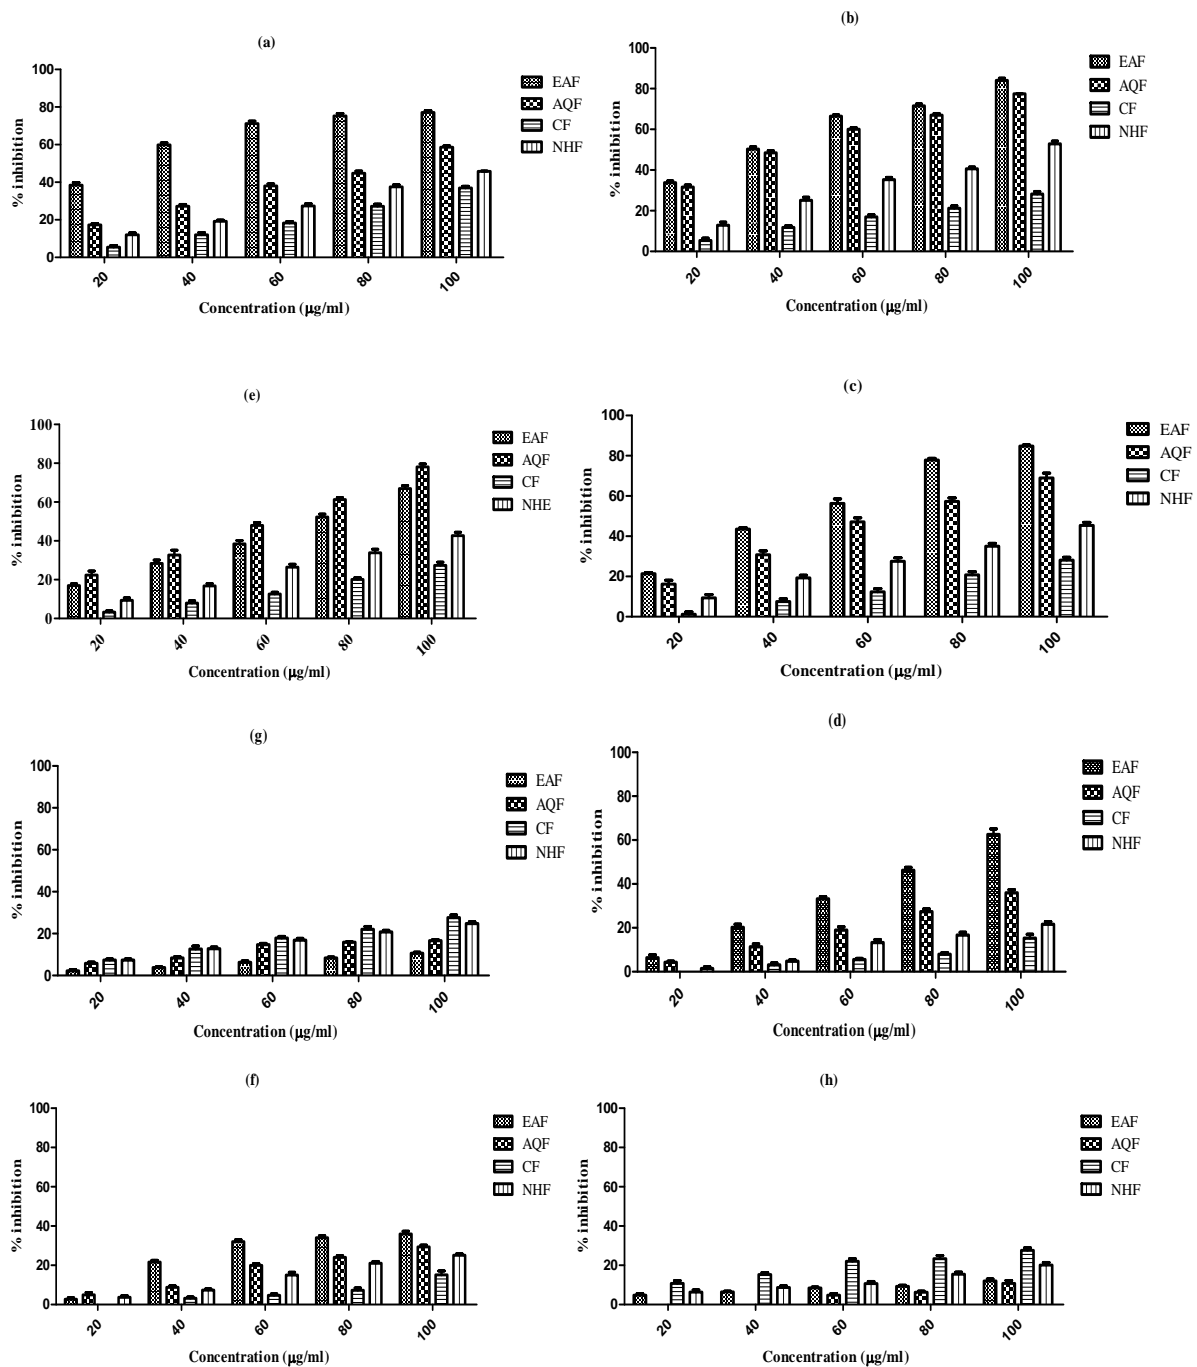 (a)
100
80
60
40
20
0
% inhibition
20
40
60
80
100
Concentration (μg/ml)
EAF
AQF
CF
NHF
(b)
100
80
60
40
20
0
% inhibition
20
40
60
80
100
Concentration (μg/ml)
EAF
AQF
CF
NHF
(e)
100
80
60
40
20
0
% inhibition
20
40
60
80
100
Concentration (μg/ml)
EAF
AQF
CF
NHE
(c)
100
80
60
40
20
0
% inhibition
20
40
60
80
100
Concentration (μg/ml)
EAF
AQF
CF
NHF
(g)
100
80
60
40
20
0
% inhibition
20
40
60
80
100
Concentration (μg/ml)
EAF
AQF
CF
NHF
(d)
100
80
60
40
20
0
% inhibition
20
40
60
80
100
Concentration (μg/ml)
EAF
AQF
CF
NHF
(f)
100
80
60
40
20
0
% inhibition
20
40
60
80
100
Concentration (μg/ml)
EAF
AQF
CF
NHF
(h)
100
80
60
40
20
0
% inhibition
20
40
60
80
100
Concentration (μg/ml)
EAF
AQF
CF
NHF